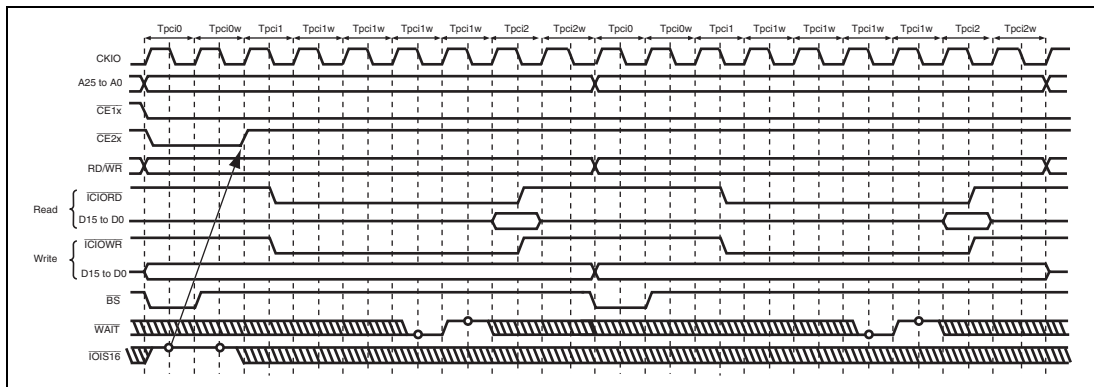 Tpci0 Tpci0w Tpci1 Tpci1w Tpci1w Tpci1w Tpci1w Tpci2 Tpci2w Tpci0 Tpci0w Tpci1 Tpci1w Tpci1w Tpci1w Tpci1w Tpci2 Tpci2w
CKIO
A25 to A0
CE1x
CE2x
RD/WR
Read
ICIORD
D15 to D0
Write
ICIOWR
D15 to D0
BS
WAIT
IOIS16